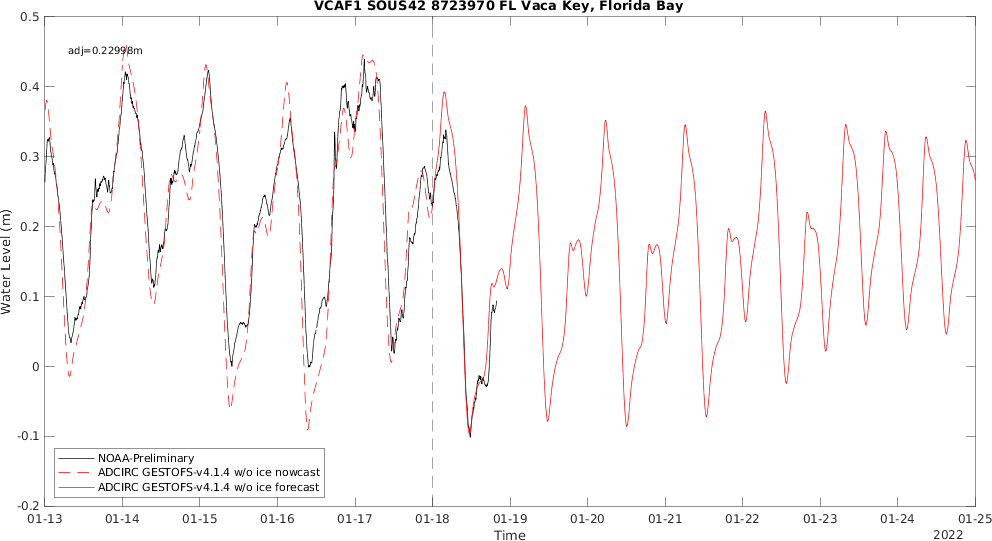 VCAF1 SOUS42 8723970 FL Vaca Key, Florida Bay
0.5
adj=0.22998m
0.4
0.3
0.2
0.1
0
-0.1
-0.2
Water Level (m)
NOAA-Preliminary
ADCIRC GESTOFS-v4.1.4 w/o ice nowcast
ADCIRC GESTOFS-v4.1.4 w/o ice forecast
01-13 01-14 01-15 01-16 01-17 01-18 01-19 01-20 01-21 01-22 01-23 01-24 01-25
Time
2022